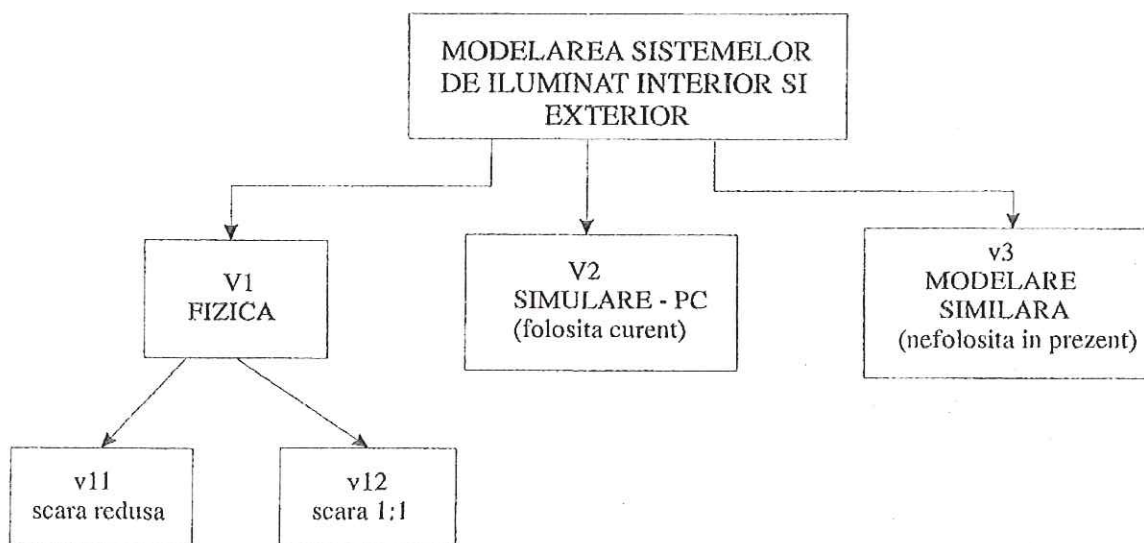 MODELAREA SISTEMELOR
DE ILUMINAT INTERIOR SI
EXTERIOR
V1
FIZICA
V2
SIMULARE - PC
(folosita curent)
v3
MODELARE
SIMILARA
(nefolosita in prezent)
v11
scara redusa
v12
scara 1:1